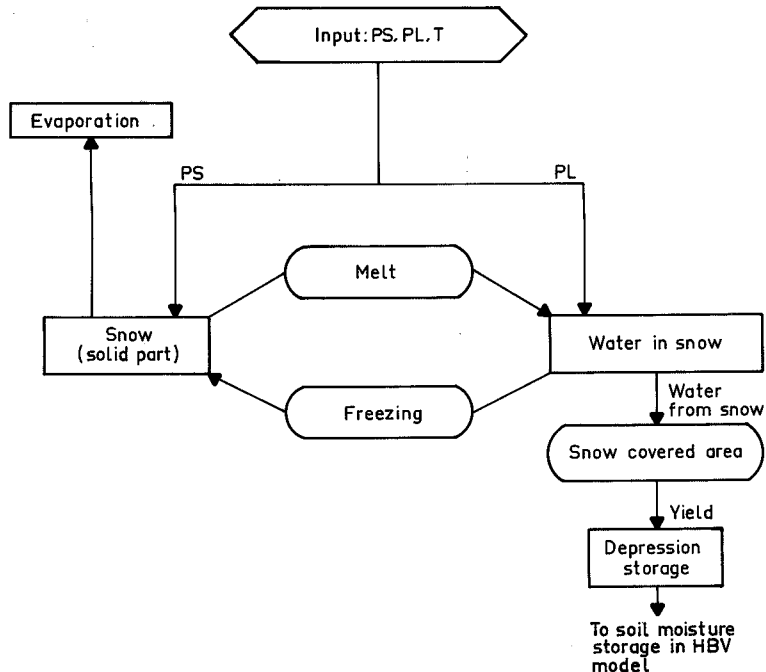 Input: PS, PL, T
Evaporation
PS
PL
Melt
Snow
(solid part)
Water in snow
Freezing
Water
from snow
Snow covered area
Yield
Depression
storage
To soil moisture
storage in HBV
model